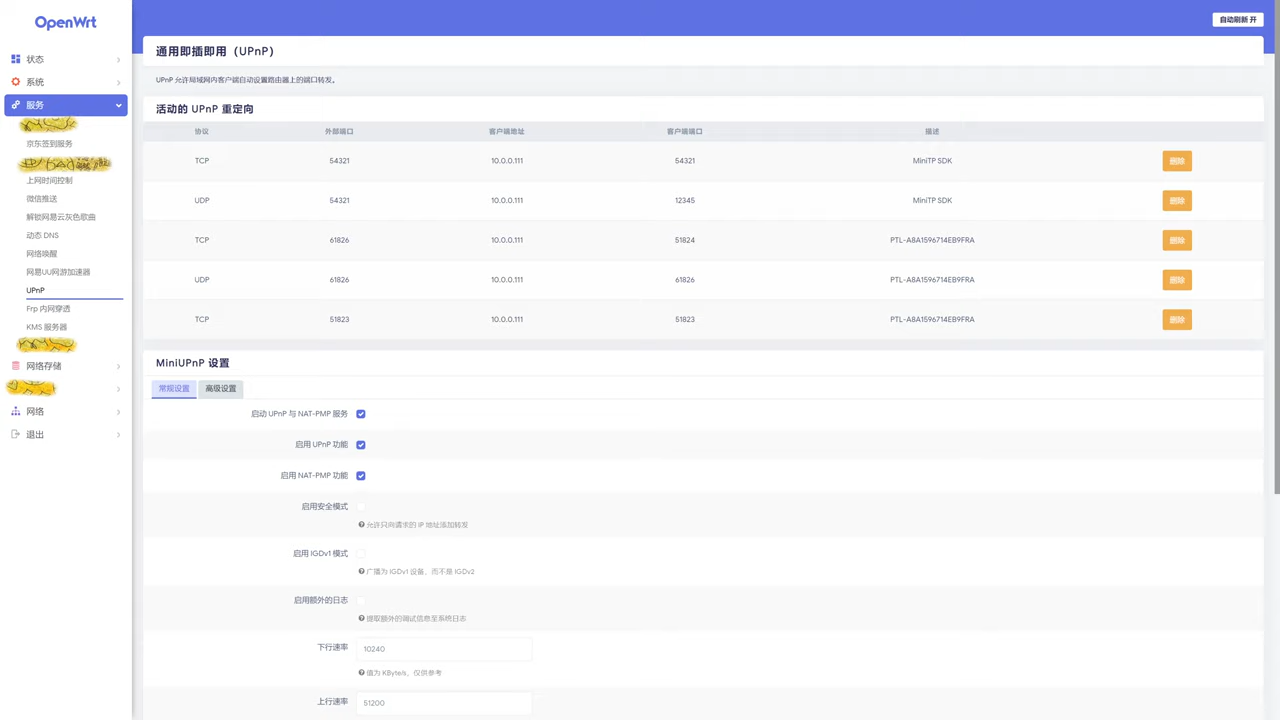 OpenWrt
自动刷新 开
状态
系统
服务
京东签到服务
上网时间控制
微信推送
解锁网易云灰色歌曲
动态 DNS
网络唤醒
网易UU网游加速器
UPnP
Frp 内网穿透
KMS 服务器
网络存储
网络
退出
通用即插即用（UPnP）
UPnP 允许局域网内客户端自动设置路由器上的端口转发。
活动的 UPnP 重定向
协议 外部端口 客户端地址 客户端端口 描述
TCP 54321 10.0.0.111 54321 MiniTP SDK 删除
UDP 54321 10.0.0.111 12345 MiniTP SDK 删除
TCP 61826 10.0.0.111 51824 PTL-A8A1596714EB9FRA 删除
UDP 61826 10.0.0.111 61826 PTL-A8A1596714EB9FRA 删除
TCP 51823 10.0.0.111 51823 PTL-A8A1596714EB9FRA 删除
MiniUPnP 设置
常规设置 高级设置
启动 UPnP 与 NAT-PMP 服务
启用 UPnP 功能
启用 NAT-PMP 功能
启用安全模式
允许只向请求的 IP 地址添加转发
启用 IGDv1 模式
广播为 IGDv1 设备，而不是 IGDv2
启用额外的日志
提取额外的调试信息至系统日志
下行速率 10240
值为 KByte/s，仅供参考
上行速率 51200